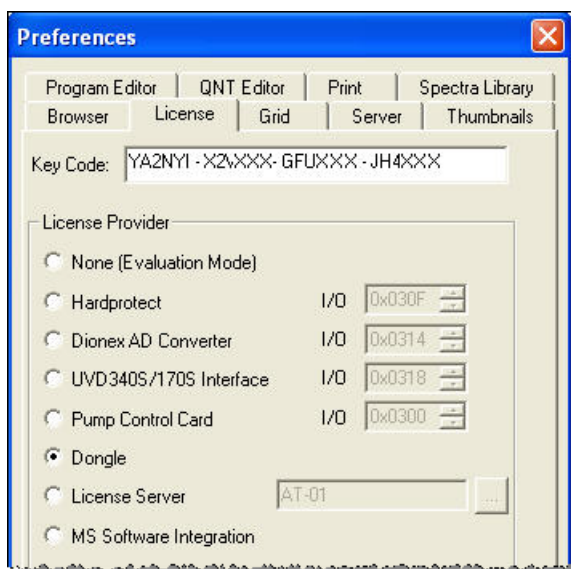 Preferences
Program Editor QNT Editor Print Spectra Library
Browser License Grid Server Thumbnails
Key Code: YA2NYI - X2\XXX- GFUXXX - JH4XXX
License Provider
None (Evaluation Mode)
Hardprotect I/O 0x030F
Dionex AD Converter I/O 0x0314
UVD340S/170S Interface I/O 0x0318
Pump Control Card I/O 0x0300
Dongle
License Server AT-01 ...
MS Software Integration